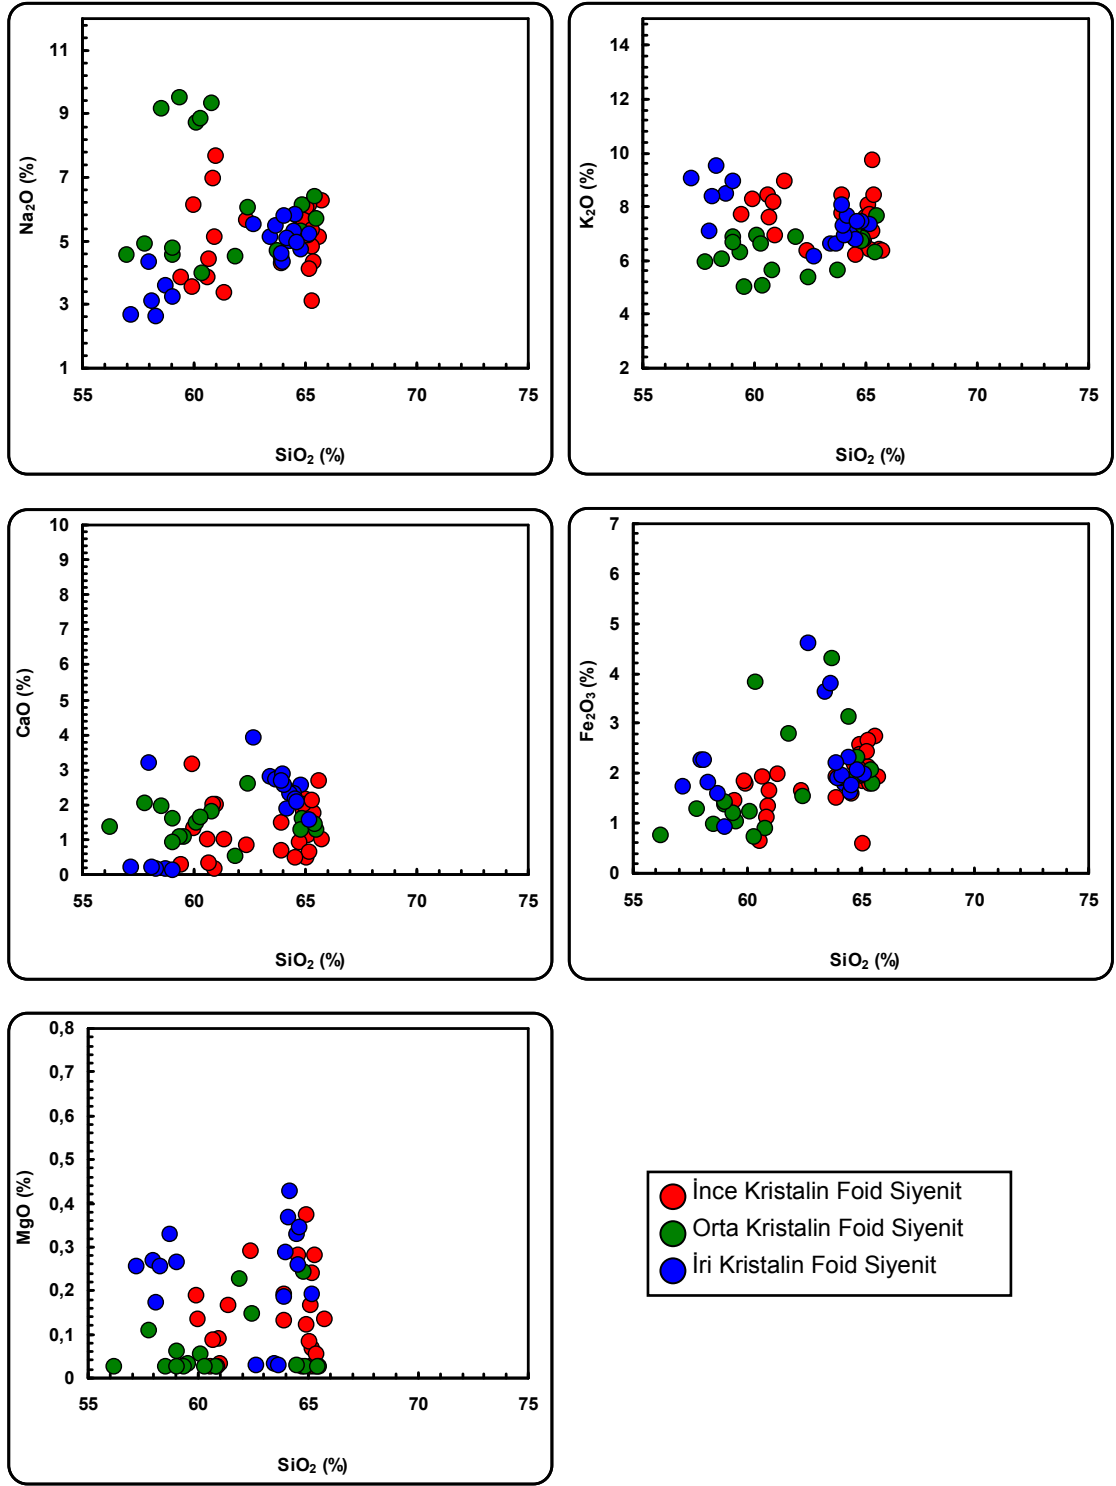 11
9
7
5
3
1
Na₂O (%)
55 60 65 70 75
SiO₂ (%)
14
12
10
8
6
4
2
K₂O (%)
55 60 65 70 75
SiO₂ (%)
10
9
8
7
6
5
4
3
2
1
0
CaO (%)
55 60 65 70 75
SiO₂ (%)
7
6
5
4
3
2
1
0
Fe₂O₃ (%)
55 60 65 70 75
SiO₂ (%)
0,8
0,7
0,6
0,5
0,4
0,3
0,2
0,1
0
MgO (%)
55 60 65 70 75
SiO₂ (%)
İnce Kristalin Foid Siyenit
Orta Kristalin Foid Siyenit
İri Kristalin Foid Siyenit